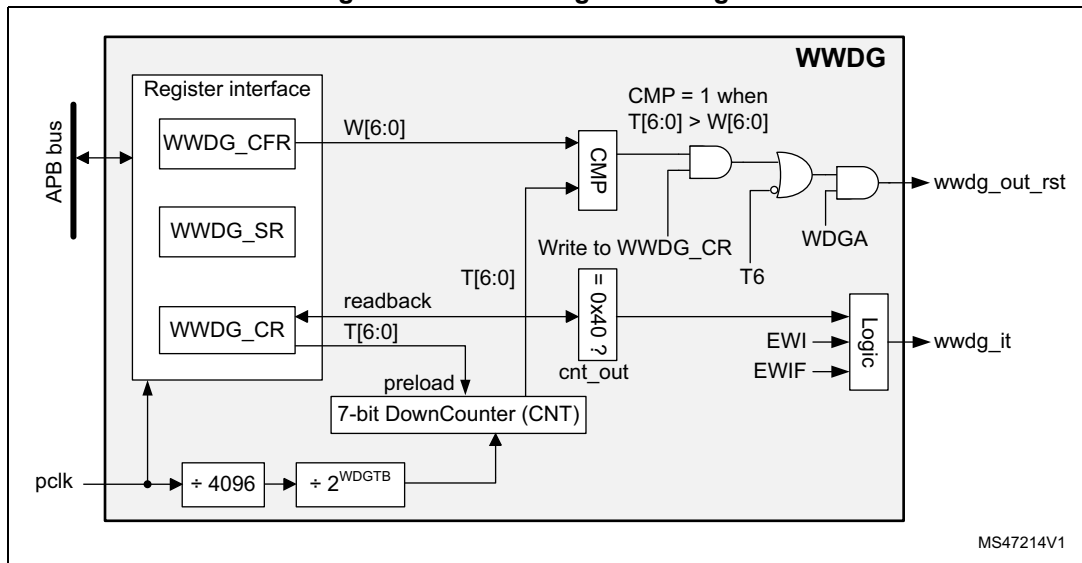 WWDG
Register interface
CMP = 1 when
T[6:0] > W[6:0]
APB bus
WWDG_CFR
W[6:0]
CMP
wwdg_out_rst
WWDG_SR
Write to WWDG_CR
WDGA
T6
T[6:0]
readback
= 0x40 ?
WWDG_CR
T[6:0]
Logic
EWI
wwdg_it
preload
cnt_out
EWIF
7-bit DownCounter (CNT)
pclk
÷ 4096
÷ 2^WDGTB
MS47214V1